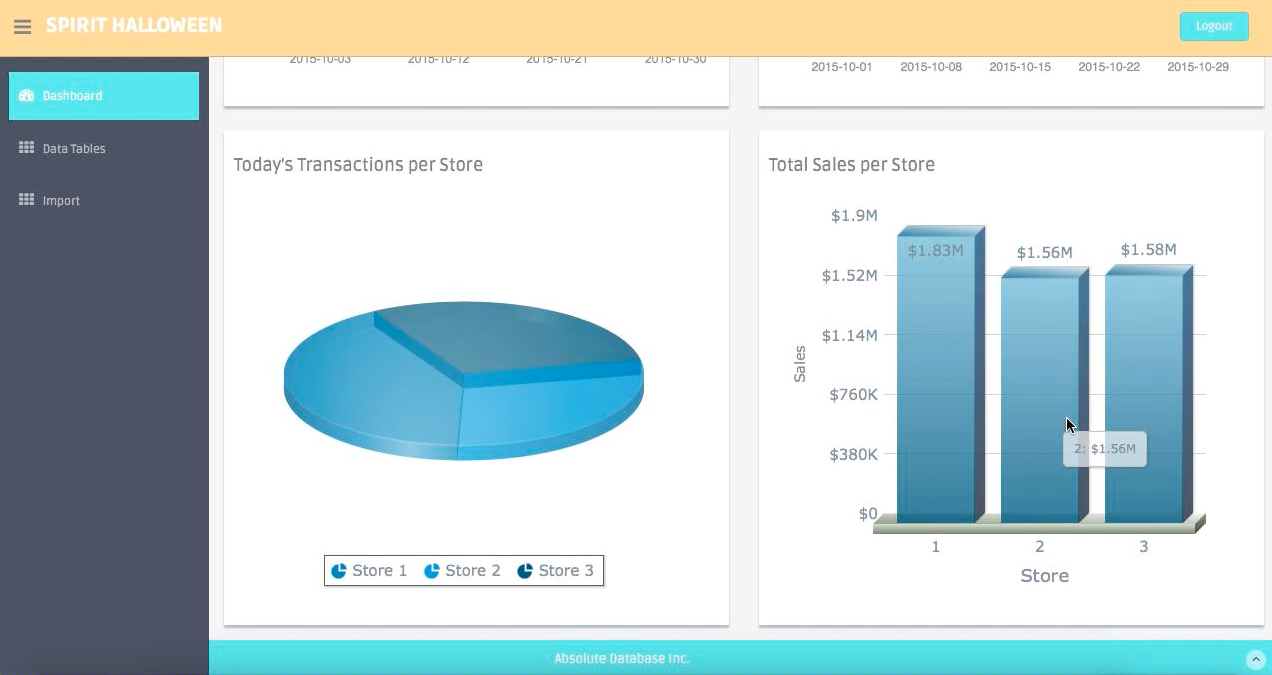 SPIRIT HALLOWEEN
Logout
Dashboard
Data Tables
Import
2015-10-03 2015-10-12 2015-10-21 2015-10-30
2015-10-01 2015-10-08 2015-10-15 2015-10-22 2015-10-29
Today's Transactions per Store
Store 1 Store 2 Store 3
Total Sales per Store
$1.9M
$1.83M $1.56M $1.58M
$1.52M
$1.14M
Sales
$760K
2: $1.56M
$380K
$0
1 2 3
Store
Absolute Database Inc.